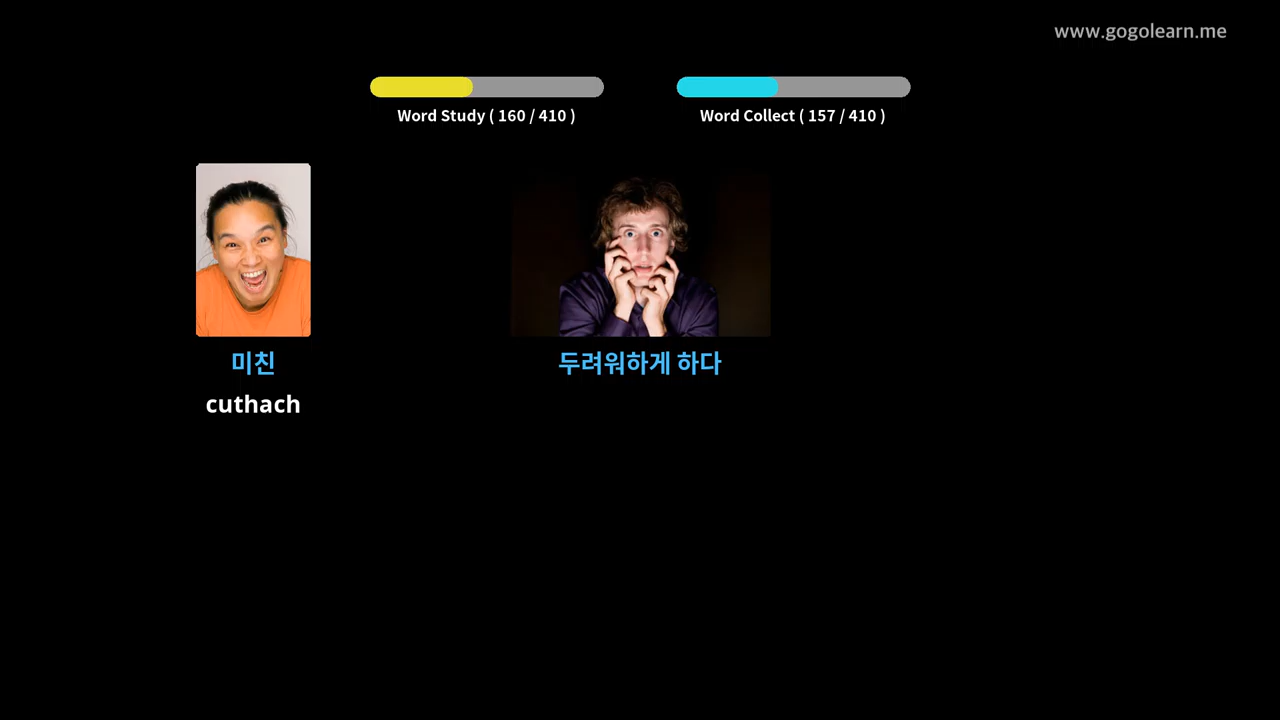 www.gogolearn.me
Word Study ( 160 / 410 )
Word Collect ( 157 / 410 )
미친
두려워하게 하다
cuthach